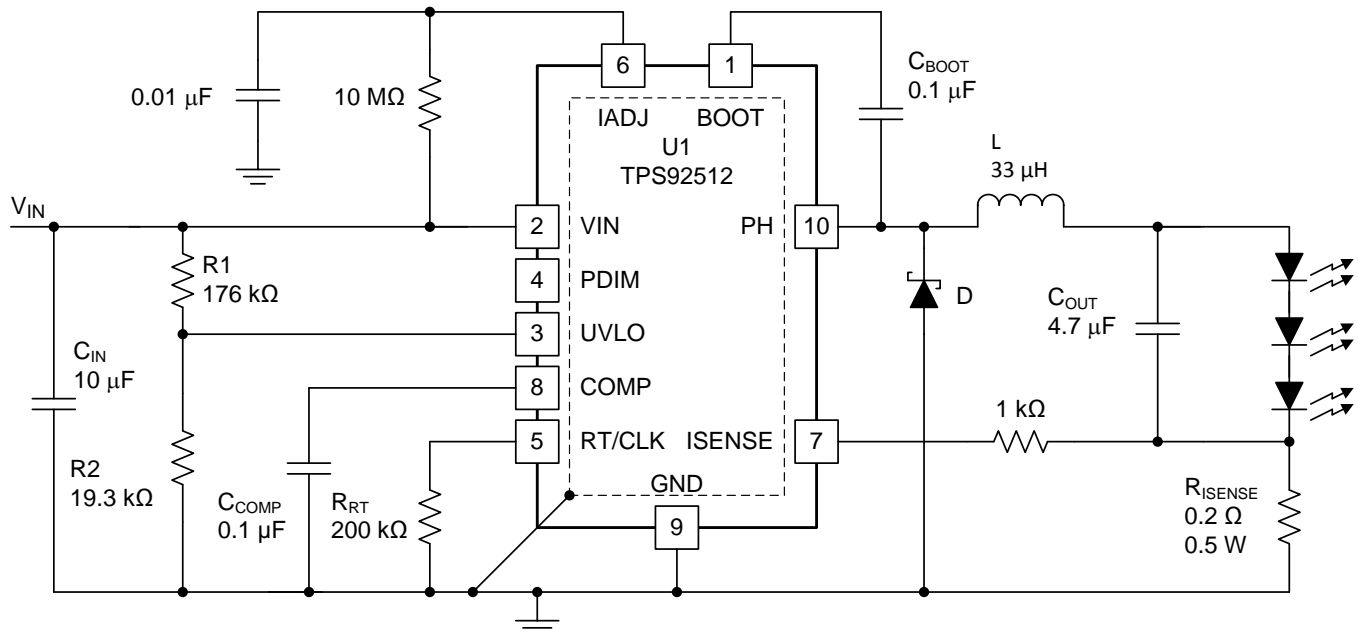 0.01 μF
10 MΩ
6
1
C_BOOT
0.1 μF
IADJ
BOOT
U1
TPS92512
L
33 μH
V_IN
2
VIN
PH
10
R1
176 kΩ
4
PDIM
D
C_OUT
4.7 μF
3
UVLO
C_IN
10 μF
8
COMP
1 kΩ
5
RT/CLK
ISENSE
7
R2
19.3 kΩ
C_COMP
0.1 μF
R_RT
200 kΩ
GND
9
R_ISENSE
0.2 Ω
0.5 W